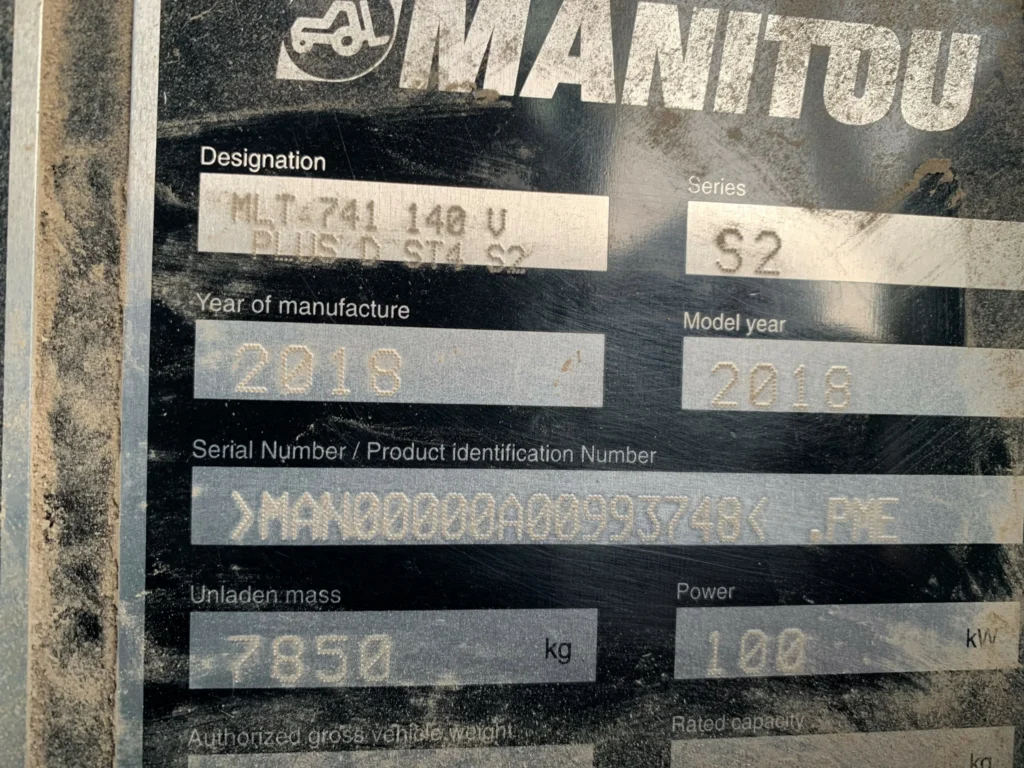 MANITOU
Designation
MLT 741 140 V
PLUS D ST4 S2
Series
S2
Year of manufacture
2018
Model year
2018
Serial Number / Product identification Number
>MAN00000A00993748< .PME
Unladen mass
7850 kg
Power
100 kW
Authorized gross vehicle weight
Rated capacity
kg